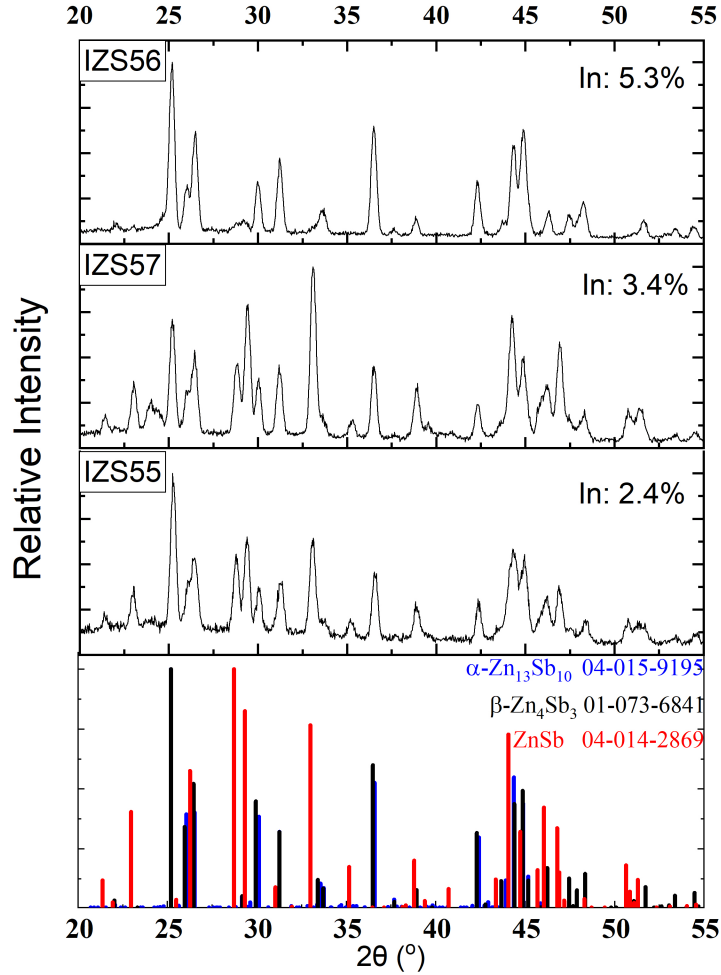 20 25 30 35 40 45 50 55
IZS56
In: 5.3%
IZS57
In: 3.4%
IZS55
In: 2.4%
Relative Intensity
α-Zn₁₃Sb₁₀ 04-015-9195
β-Zn₄Sb₃ 01-073-6841
ZnSb 04-014-2869
20 25 30 35 40 45 50 55
2θ (°)